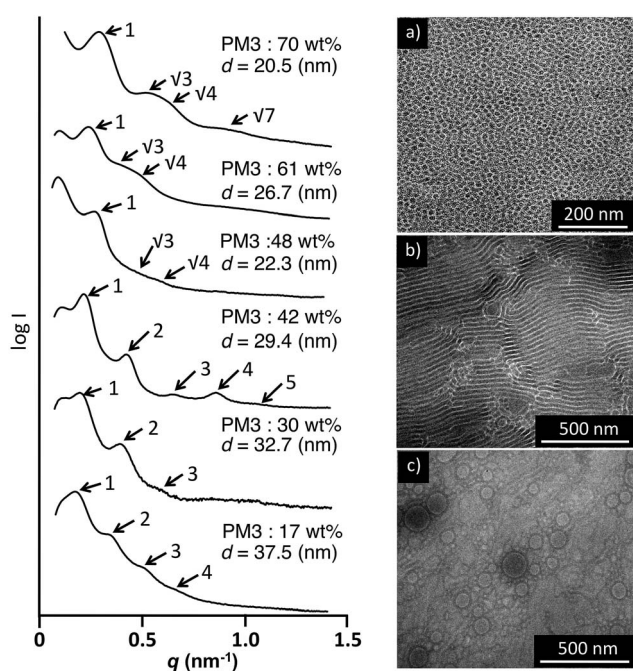 1
PM3 : 70 wt%
d = 20.5 (nm)
√3
√4
√7
1
√3
√4
PM3 : 61 wt%
d = 26.7 (nm)
1
√3
√4
PM3 :48 wt%
d = 22.3 (nm)
1
2
3
4
5
PM3 : 42 wt%
d = 29.4 (nm)
1
2
3
PM3 : 30 wt%
d = 32.7 (nm)
1
2
3
4
PM3 : 17 wt%
d = 37.5 (nm)
log I
0
0.5
1.0
1.5
q (nm⁻¹)
a)
200 nm
b)
500 nm
c)
500 nm